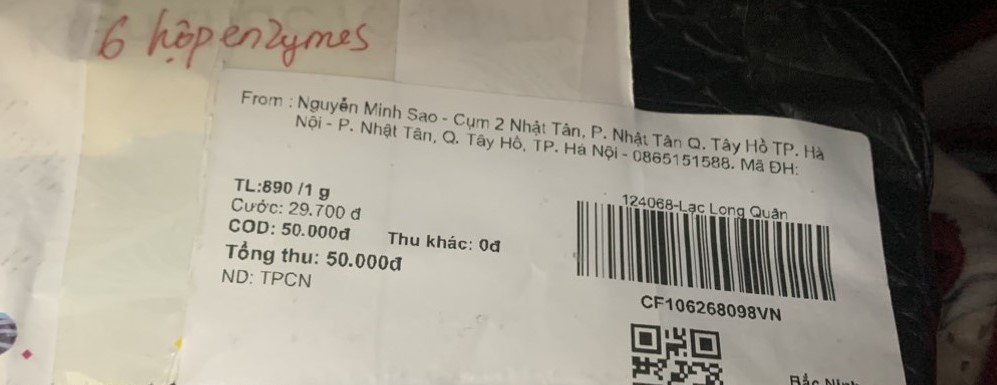 6 hộp enzymes
From : Nguyễn Minh Sao - Cụm 2 Nhật Tân, P. Nhật Tân Q. Tây Hồ TP. Hà
Nội - P. Nhật Tân, Q. Tây Hồ, TP. Hà Nội - 0865151588. Mã ĐH:
TL:890 /1 g
Cước: 29.700 đ
COD: 50.000đ Thu khác: 0đ
Tổng thu: 50.000đ
ND: TPCN
124068-Lạc Long Quân
CF106268098VN
Bắc Ninh